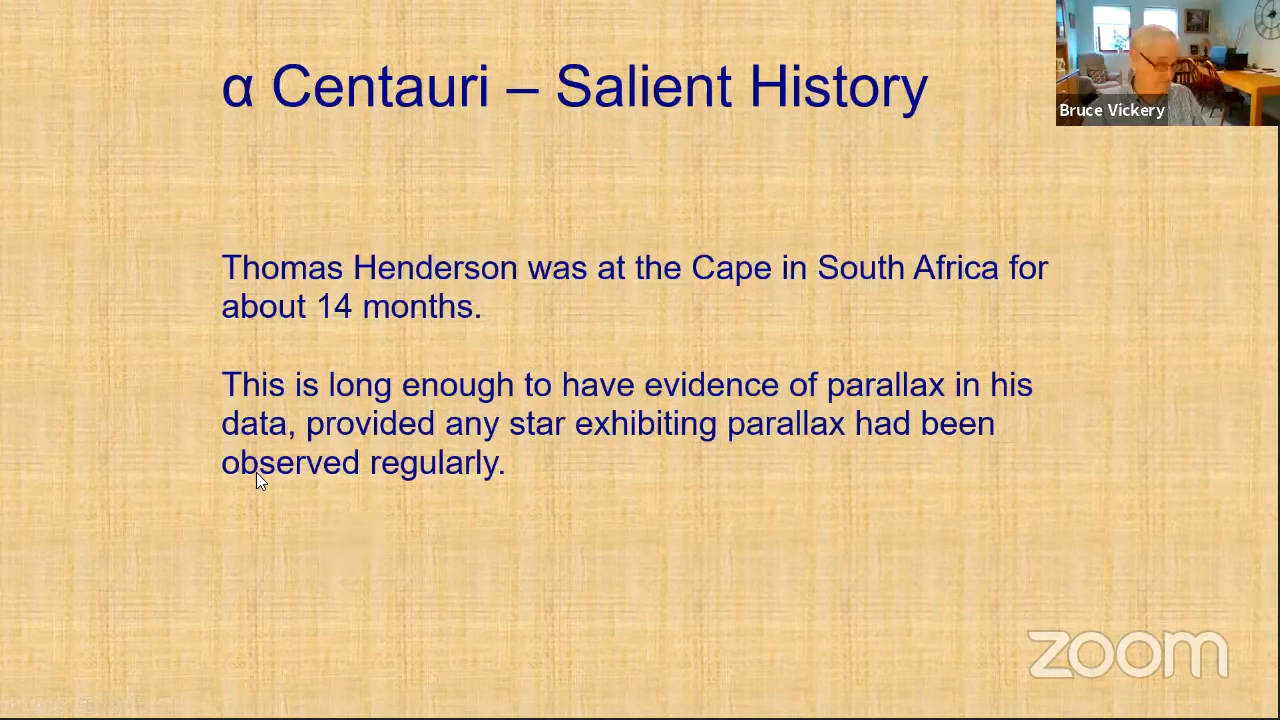 α Centauri – Salient History
Bruce Vickery
Thomas Henderson was at the Cape in South Africa for
about 14 months.
This is long enough to have evidence of parallax in his
data, provided any star exhibiting parallax had been
observed regularly.
zoom